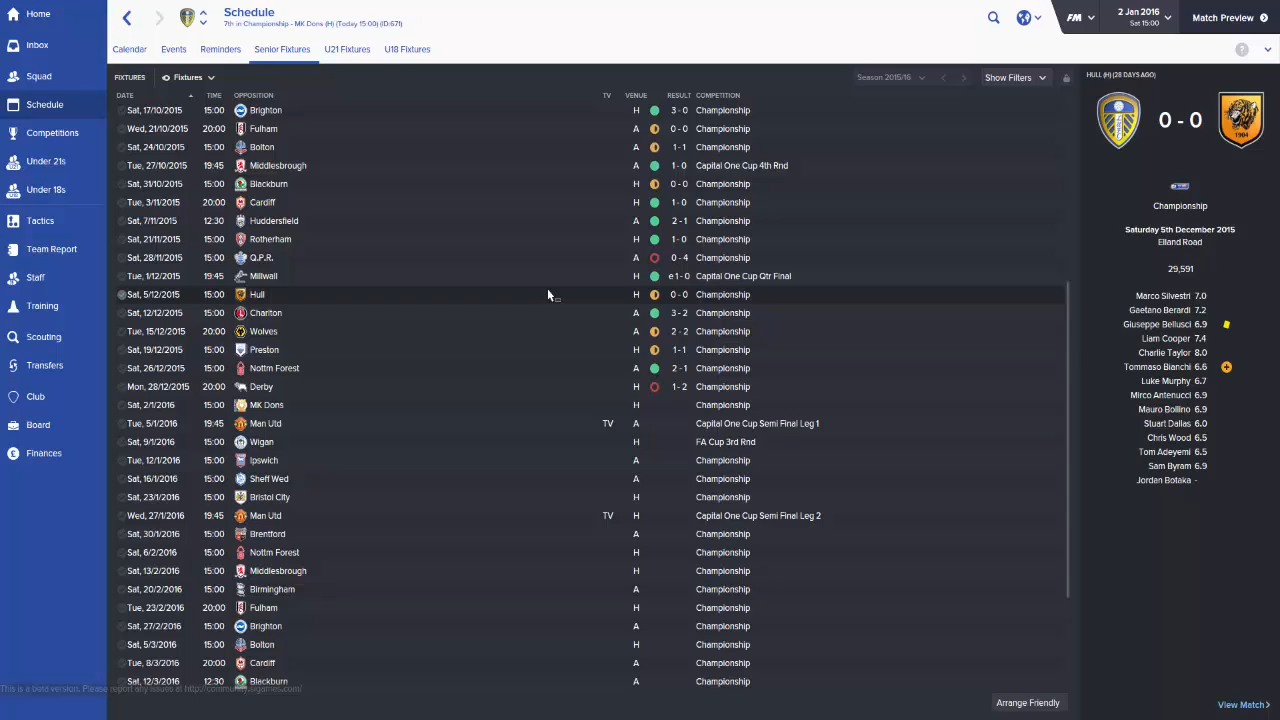 Home
Inbox
Squad
Schedule
Competitions
Under 21s
Under 18s
Tactics
Team Report
Staff
Training
Scouting
Transfers
Club
Board
Finances
Schedule
7th in Championship - MK Dons (H) (Today 15:00) (ID:671)
FM
2 Jan 2016
Sat 15:00
Match Preview
Calendar Events Reminders Senior Fixtures U21 Fixtures U18 Fixtures
?
FIXTURES Fixtures Season 2015/16 Show Filters
DATE TIME OPPOSITION TV VENUE RESULT COMPETITION
Sat, 17/10/2015 15:00 Brighton H 3 - 0 Championship
Wed, 21/10/2015 20:00 Fulham A 0 - 0 Championship
Sat, 24/10/2015 15:00 Bolton A 1 - 1 Championship
Tue, 27/10/2015 19:45 Middlesbrough A 1 - 0 Capital One Cup 4th Rnd
Sat, 31/10/2015 15:00 Blackburn H 0 - 0 Championship
Tue, 3/11/2015 20:00 Cardiff H 1 - 0 Championship
Sat, 7/11/2015 12:30 Huddersfield A 2 - 1 Championship
Sat, 21/11/2015 15:00 Rotherham H 1 - 0 Championship
Sat, 28/11/2015 15:00 Q.P.R. A 0 - 4 Championship
Tue, 1/12/2015 19:45 Millwall H e 1 - 0 Capital One Cup Qtr Final
Sat, 5/12/2015 15:00 Hull H 0 - 0 Championship
Sat, 12/12/2015 15:00 Charlton A 3 - 2 Championship
Tue, 15/12/2015 20:00 Wolves A 2 - 2 Championship
Sat, 19/12/2015 15:00 Preston H 1 - 1 Championship
Sat, 26/12/2015 15:00 Nottm Forest A 2 - 1 Championship
Mon, 28/12/2015 20:00 Derby H 1 - 2 Championship
Sat, 2/1/2016 15:00 MK Dons H Championship
Tue, 5/1/2016 19:45 Man Utd TV A Capital One Cup Semi Final Leg 1
Sat, 9/1/2016 15:00 Wigan H FA Cup 3rd Rnd
Tue, 12/1/2016 15:00 Ipswich A Championship
Sat, 16/1/2016 15:00 Sheff Wed A Championship
Sat, 23/1/2016 15:00 Bristol City H Championship
Wed, 27/1/2016 19:45 Man Utd TV H Capital One Cup Semi Final Leg 2
Sat, 30/1/2016 15:00 Brentford A Championship
Sat, 6/2/2016 15:00 Nottm Forest H Championship
Sat, 13/2/2016 15:00 Middlesbrough H Championship
Sat, 20/2/2016 15:00 Birmingham A Championship
Tue, 23/2/2016 20:00 Fulham H Championship
Sat, 27/2/2016 15:00 Brighton A Championship
Sat, 5/3/2016 15:00 Bolton H Championship
Tue, 8/3/2016 20:00 Cardiff A Championship
Sat, 12/3/2016 12:30 Blackburn A Championship
This is a beta version. Please report any issues at http://community.sigames.com/
Arrange Friendly
HULL (H) (28 DAYS AGO)
0 - 0
1904
Championship
Saturday 5th December 2015
Elland Road
29,591
Marco Silvestri 7.0
Gaetano Berardi 7.2
Giuseppe Bellusci 6.9
Liam Cooper 7.4
Charlie Taylor 8.0
Tommaso Bianchi 6.6
Luke Murphy 6.7
Mirco Antenucci 6.9
Mauro Bollino 6.9
Stuart Dallas 6.0
Chris Wood 6.5
Tom Adeyemi 6.5
Sam Byram 6.9
Jordan Botaka -
View Match